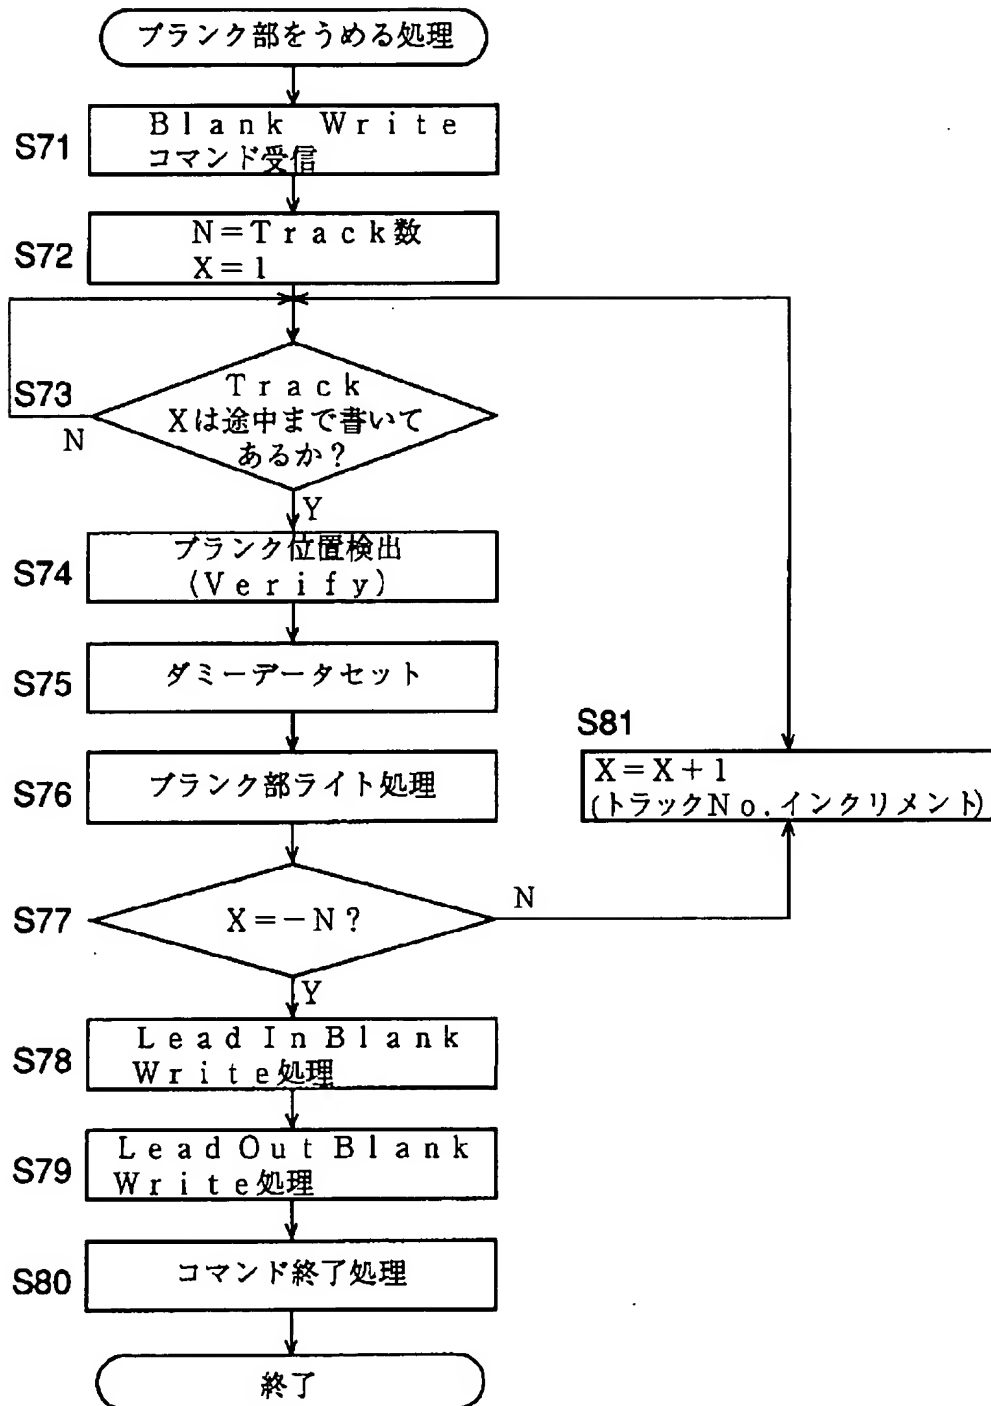 ブランク部をうめる処理
S71
Blank Write
コマンド受信
S72
N=Track数
X=1
S73
Track
Xは途中まで書いて
あるか?
N
Y
S74
ブランク位置検出
(Verify)
S75
ダミーデータセット
S76
ブランク部ライト処理
S81
X=X+1
(トラックNo.インクリメント)
S77
X=-N?
N
Y
S78
Lead In Blank
Write処理
S79
Lead Out Blank
Write処理
S80
コマンド終了処理
終了